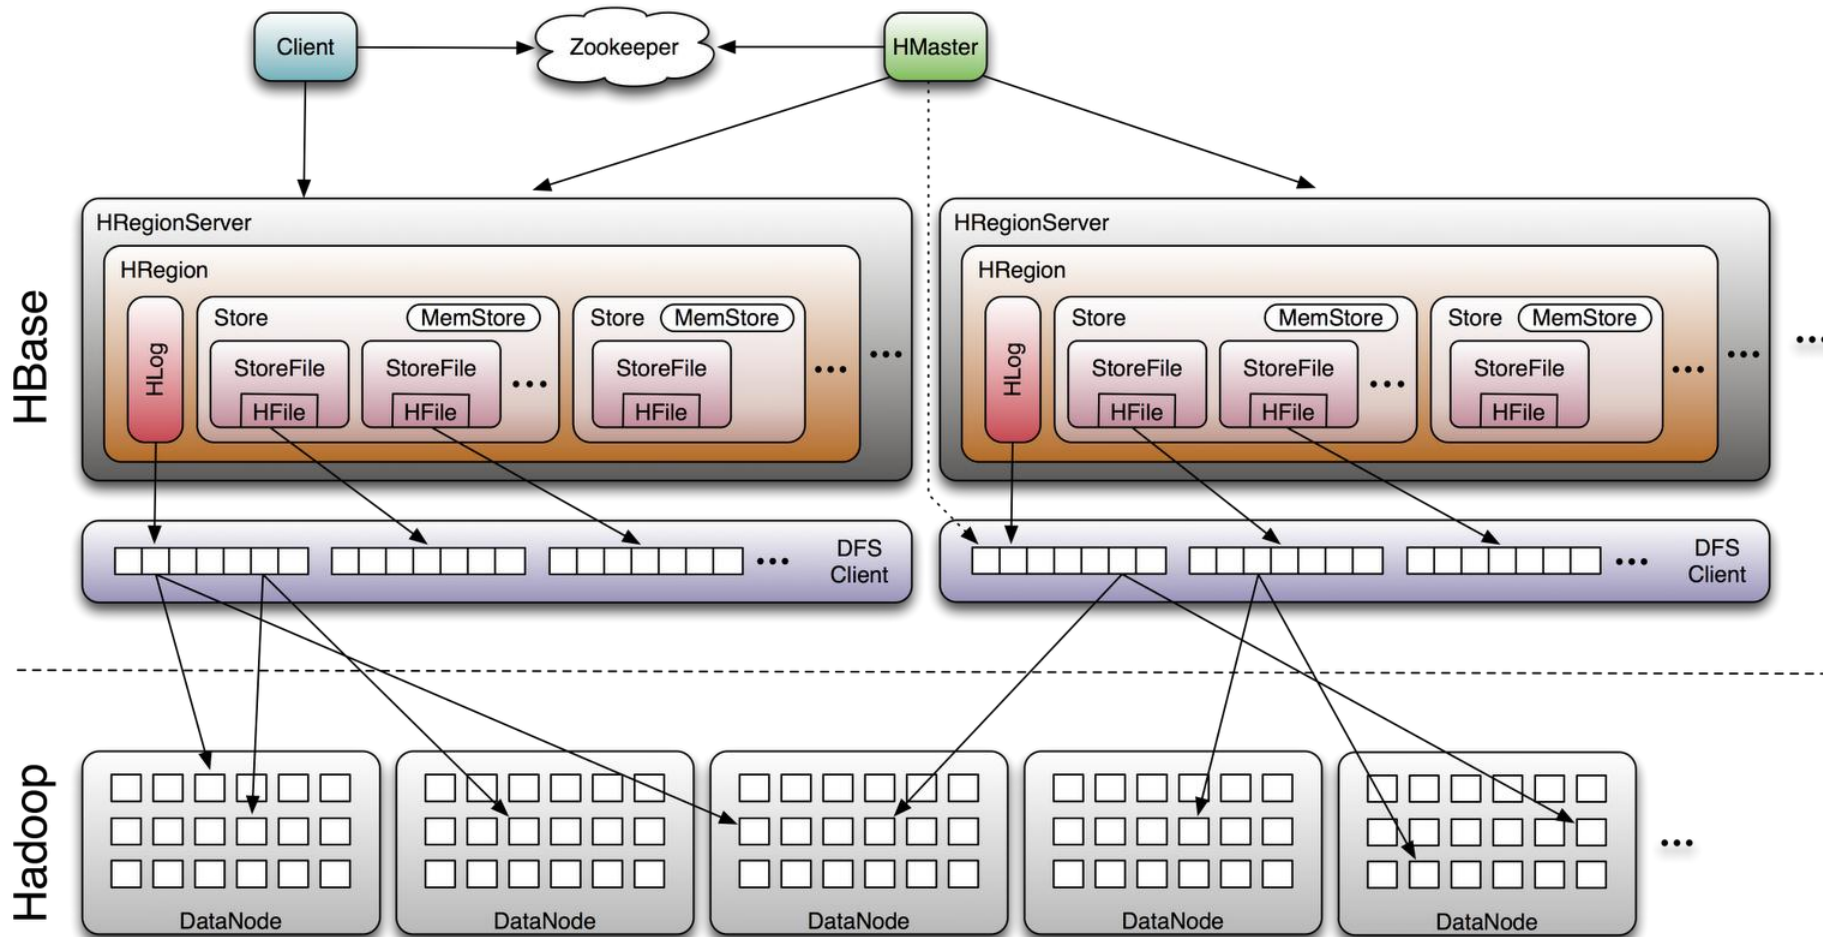 Client
Zookeeper
HMaster
HBase
HRegionServer
HRegion
HLog
Store
MemStore
StoreFile
HFile
StoreFile
HFile
...
Store
MemStore
StoreFile
HFile
...
...
HRegionServer
HRegion
HLog
Store
MemStore
StoreFile
HFile
StoreFile
HFile
...
Store
MemStore
StoreFile
HFile
...
...
...
...
DFS
Client
...
DFS
Client
Hadoop
DataNode
DataNode
DataNode
DataNode
DataNode
...